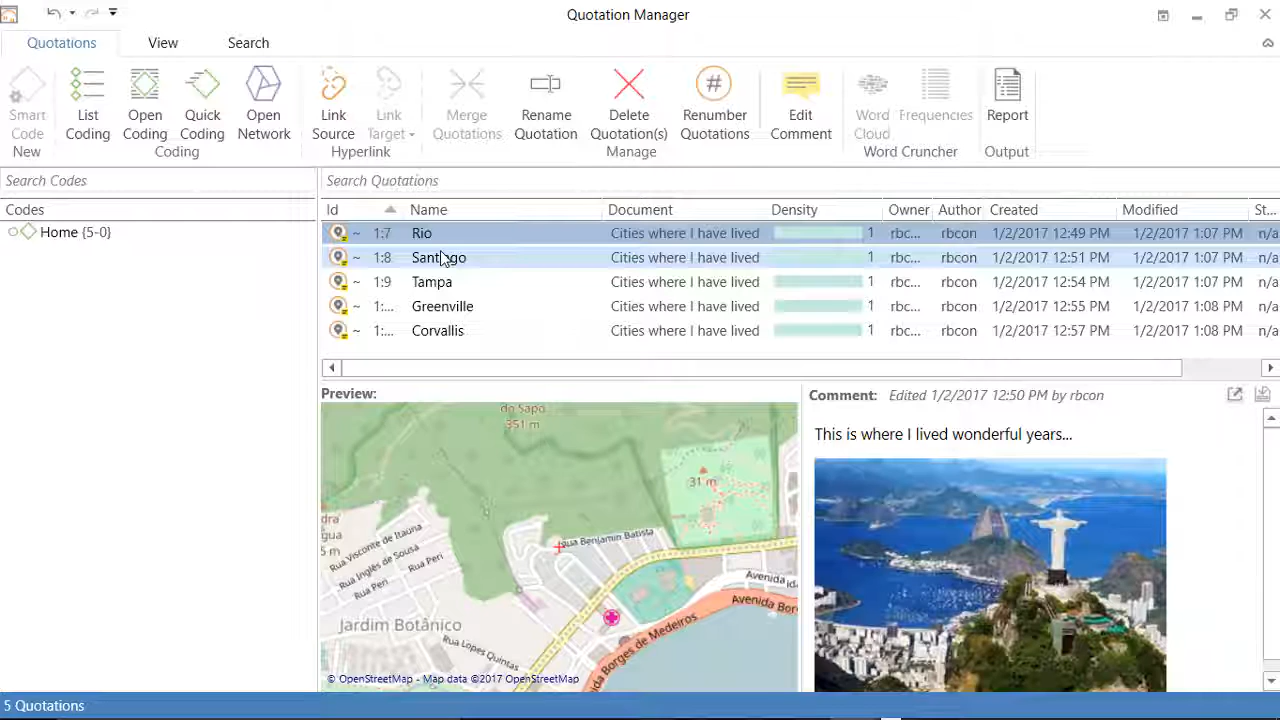 Quotation Manager
Quotations View Search
Smart Code
List Coding
Open Coding
Quick Coding
Open Network
Link Source
Link Target
Merge Quotations
Rename Quotation
Delete Quotation(s)
Renumber Quotations
Edit Comment
Word Cloud
Frequencies
Report
New Coding Hyperlink Manage Word Cruncher Output
Search Codes
Search Quotations
Codes
Id Name Document Density Owner Author Created Modified St...
Home {5-0}
~ 1:7 Rio Cities where I have lived 1 rbc... rbcon 1/2/2017 12:49 PM 1/2/2017 1:07 PM n/a
~ 1:8 Santiago Cities where I have lived 1 rbc... rbcon 1/2/2017 12:51 PM 1/2/2017 1:07 PM n/a
~ 1:9 Tampa Cities where I have lived 1 rbc... rbcon 1/2/2017 12:54 PM 1/2/2017 1:07 PM n/a
~ 1:... Greenville Cities where I have lived 1 rbc... rbcon 1/2/2017 12:55 PM 1/2/2017 1:08 PM n/a
~ 1:... Corvallis Cities where I have lived 1 rbc... rbcon 1/2/2017 12:57 PM 1/2/2017 1:08 PM n/a
Preview:
Comment: Edited 1/2/2017 12:50 PM by rbcon
do Sapo
351 m
This is where I lived wonderful years...
31 m
5 m
Rua Visconte de Itaúna
Rua Inglês de Sousa
Rua Peri
Rua Peri
Rua Benjamin Batista
Jardim Botânico
Rua Lopes Quintas
Avenida
Avenida Bor
Avenida Borges de Medeiros
© OpenStreetMap - Map data ©2017 OpenStreetMap
5 Quotations